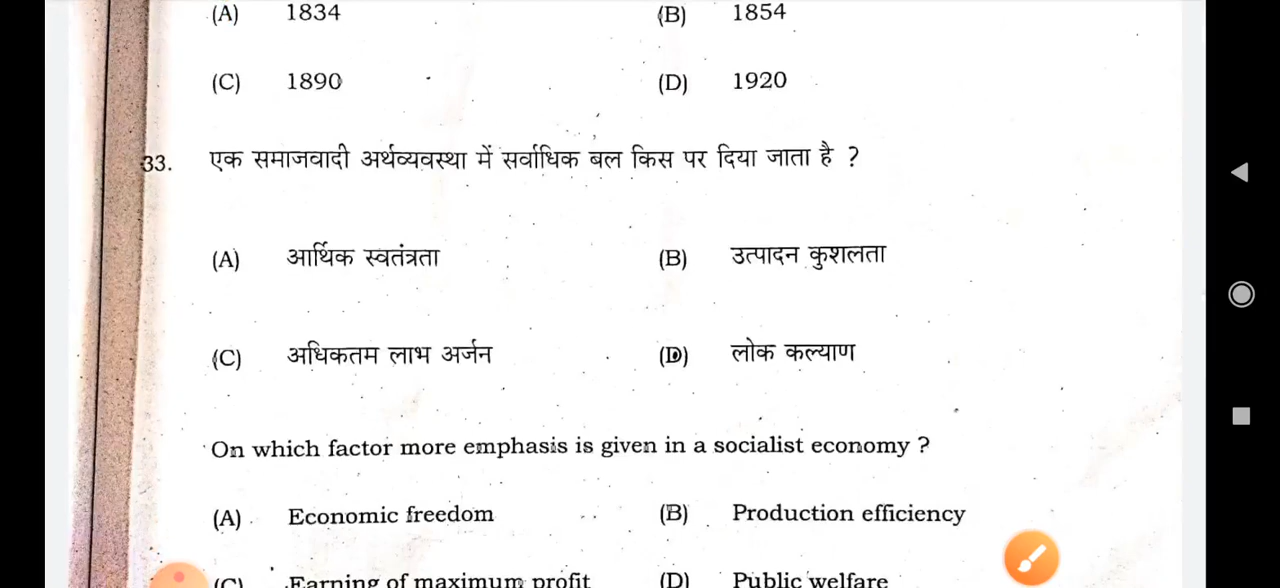 (A) 1834 (B) 1854
(C) 1890 (D) 1920
33. एक समाजवादी अर्थव्यवस्था में सर्वाधिक बल किस पर दिया जाता है ?
(A) आर्थिक स्वतंत्रता (B) उत्पादन कुशलता
(C) अधिकतम लाभ अर्जन (D) लोक कल्याण
On which factor more emphasis is given in a socialist economy ?
(A) Economic freedom (B) Production efficiency
(C) Earning of maximum profit (D) Public welfare